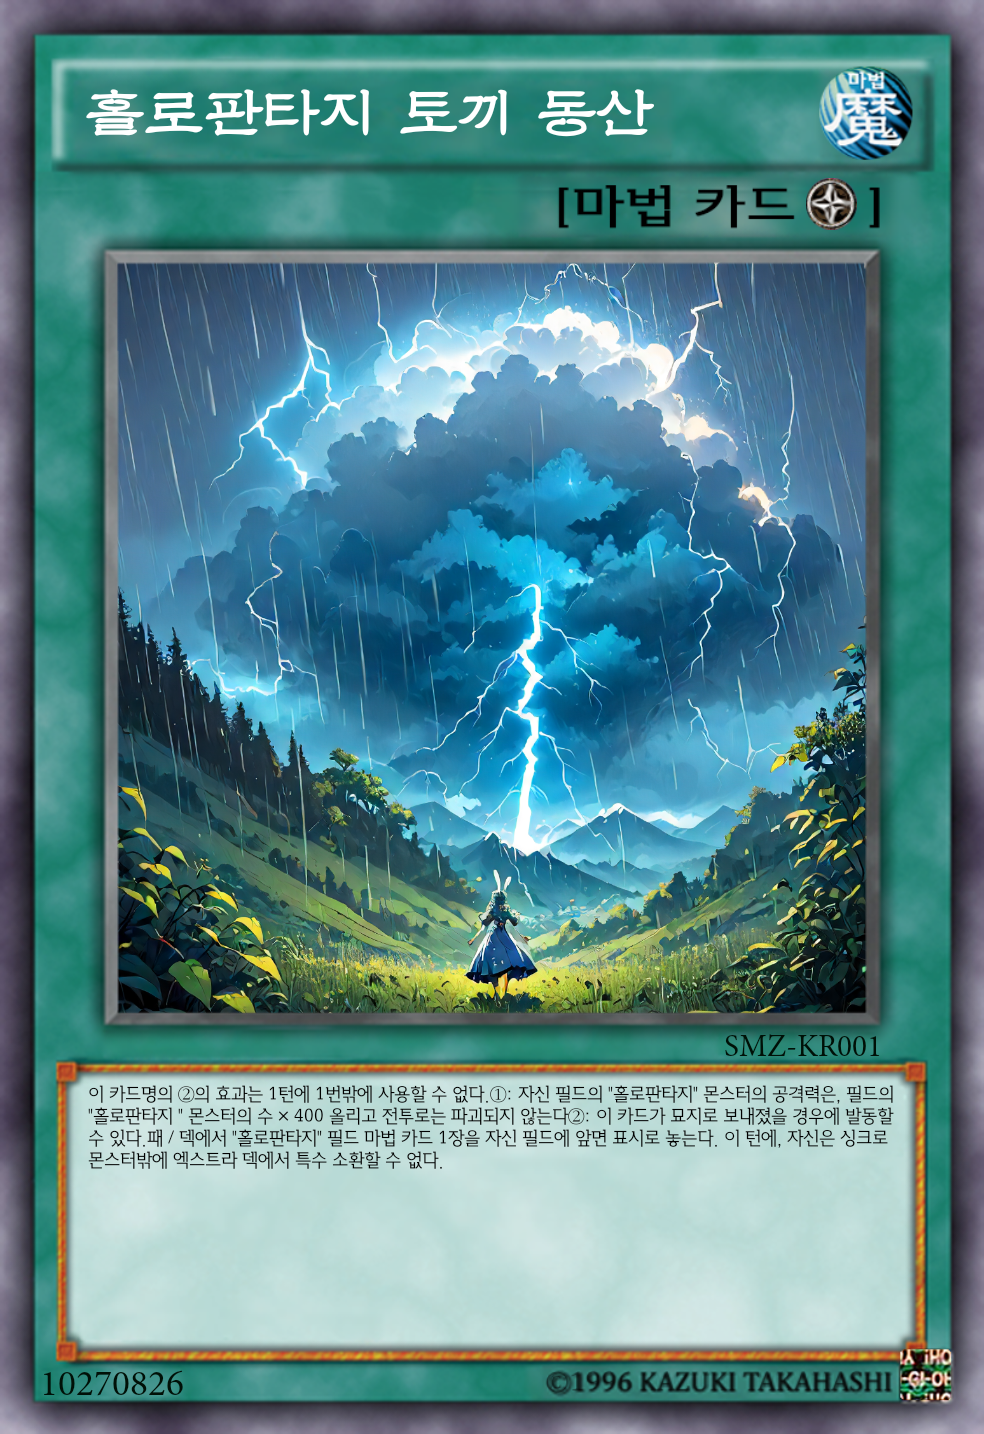 홀로판타지 토끼 동산
마법
魔
[마법 카드 ]
SMZ-KR001
이 카드명의 ②의 효과는 1턴에 1번밖에 사용할 수 없다.①: 자신 필드의 "홀로판타지" 몬스터의 공격력은, 필드의
"홀로판타지 " 몬스터의 수 × 400 올리고 전투로는 파괴되지 않는다②: 이 카드가 묘지로 보내졌을 경우에 발동할
수 있다.패 / 덱에서 "홀로판타지" 필드 마법 카드 1장을 자신 필드에 앞면 표시로 놓는다. 이 턴에, 자신은 싱크로
몬스터밖에 엑스트라 덱에서 특수 소환할 수 없다.
10270826
©1996 KAZUKI TAKAHASHI